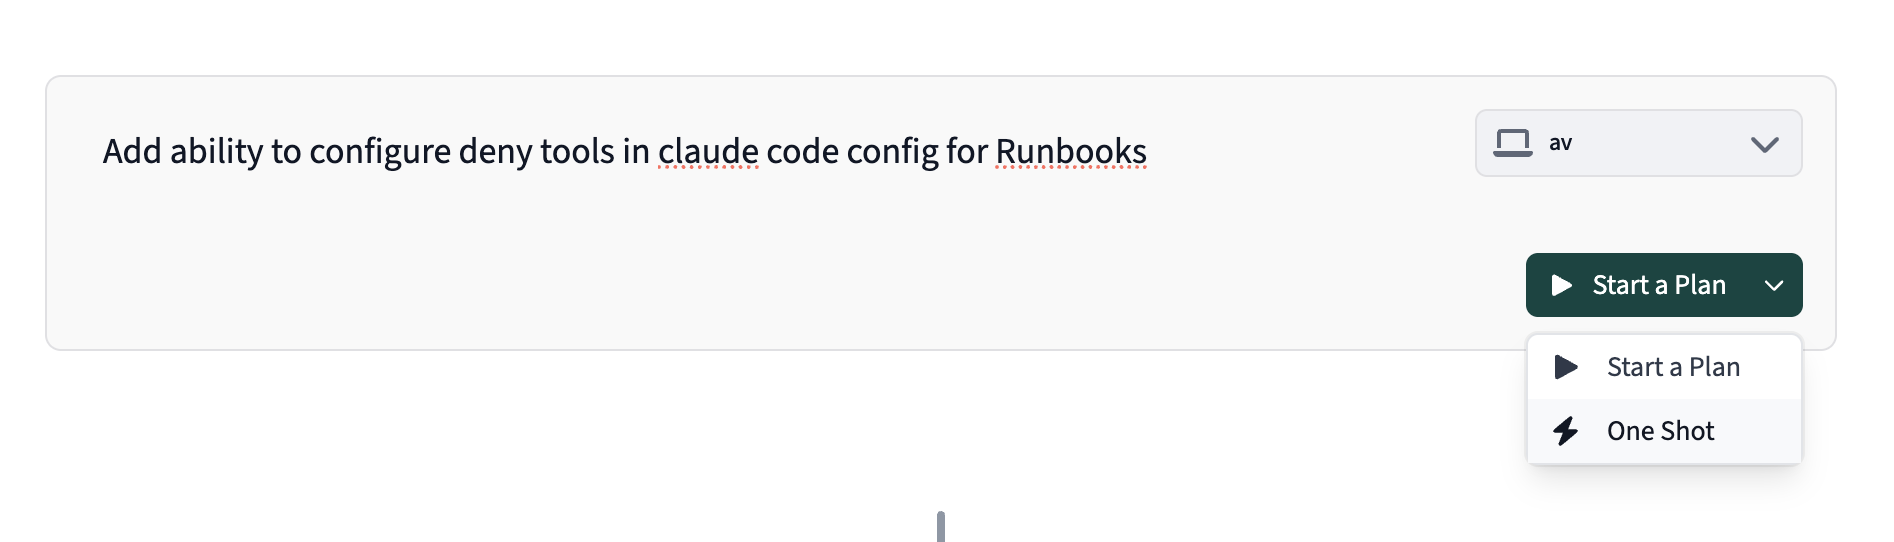 Add ability to configure deny tools in claude code config for Runbooks
av
Start a Plan
Start a Plan
One Shot